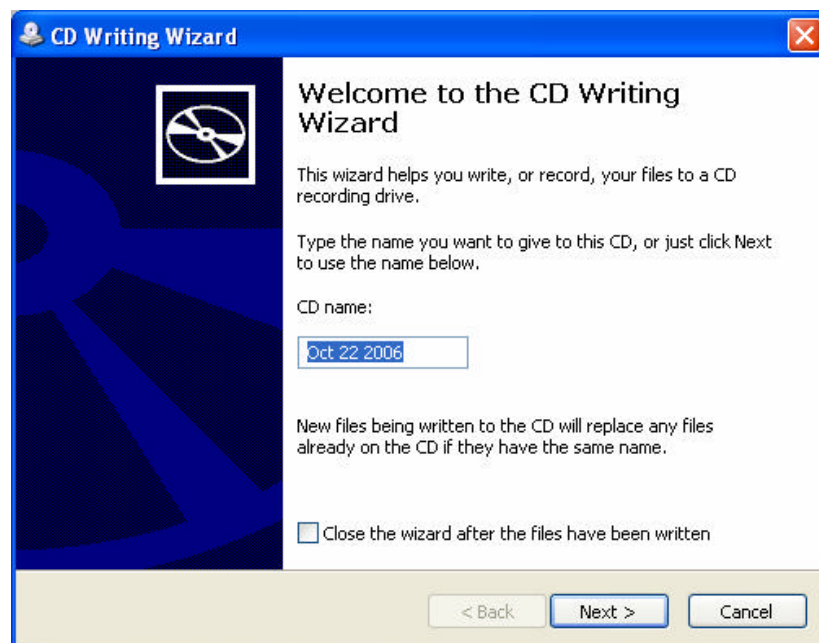 CD Writing Wizard
Welcome to the CD Writing
Wizard
This wizard helps you write, or record, your files to a CD
recording drive.
Type the name you want to give to this CD, or just click Next
to use the name below.
CD name:
Oct 22 2006
New files being written to the CD will replace any files
already on the CD if they have the same name.
Close the wizard after the files have been written
< Back Next > Cancel